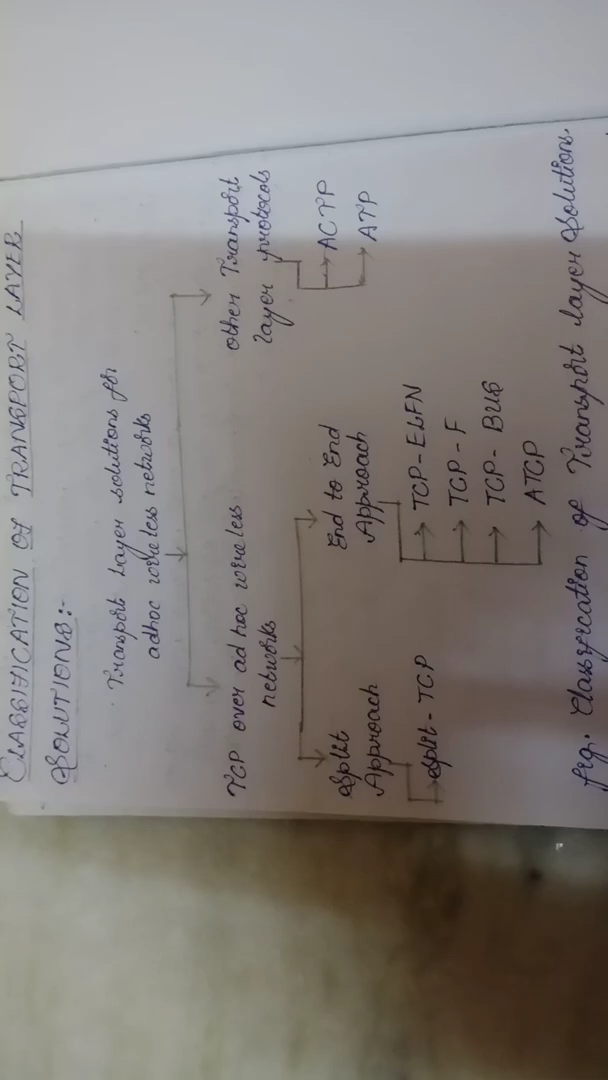 CLASSIFICATION OF TRANSPORT LAYER
SOLUTIONS:-
Transport Layer solutions for
adhoc wireless networks
TCP over ad hoc wireless
networks
other Transport
layer protocols
Split
Approach
End to End
Approach
ACTP
ATP
Split-TCP
TCP-ELFN
TCP-F
TCP-BUS
ATCP
fig. Classification of Transport layer Solutions.